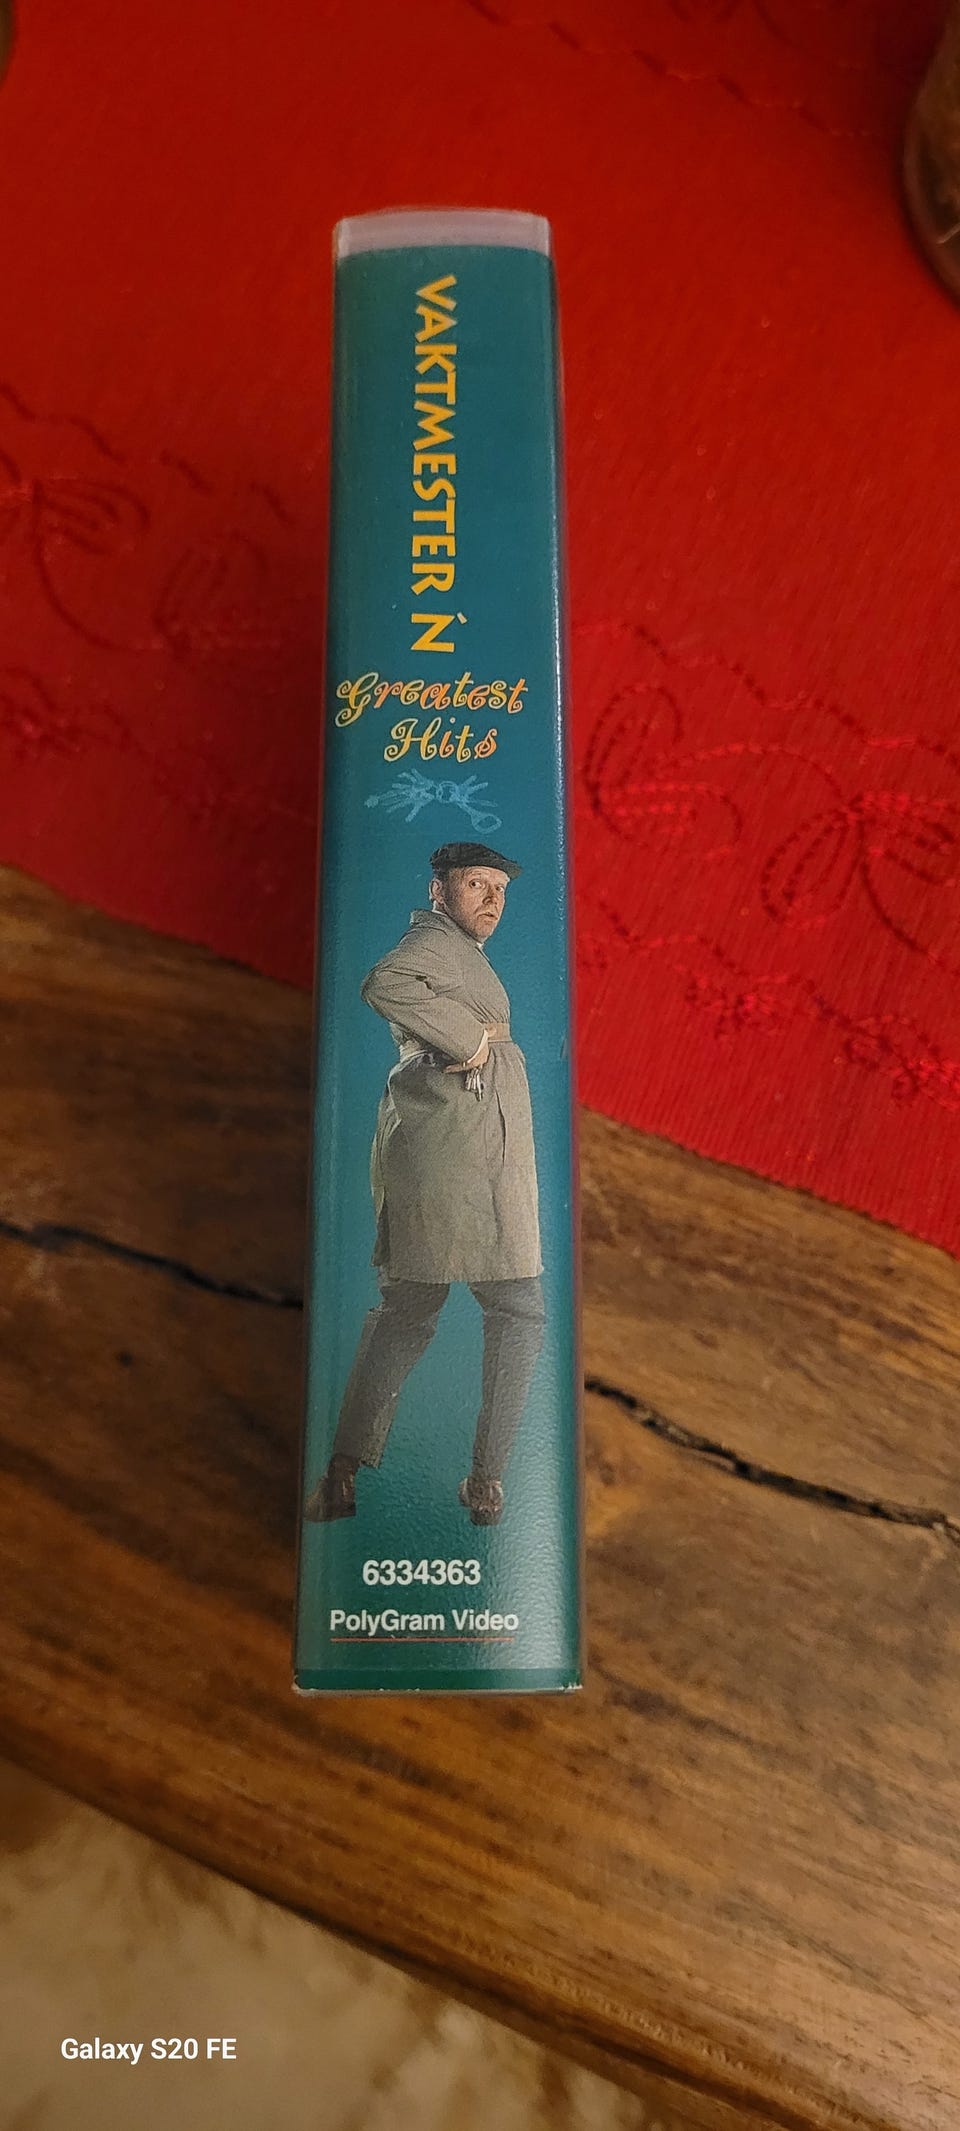 VAKTMESTER`N
Greatest
Hits
6334363
PolyGram Video
Galaxy S20 FE